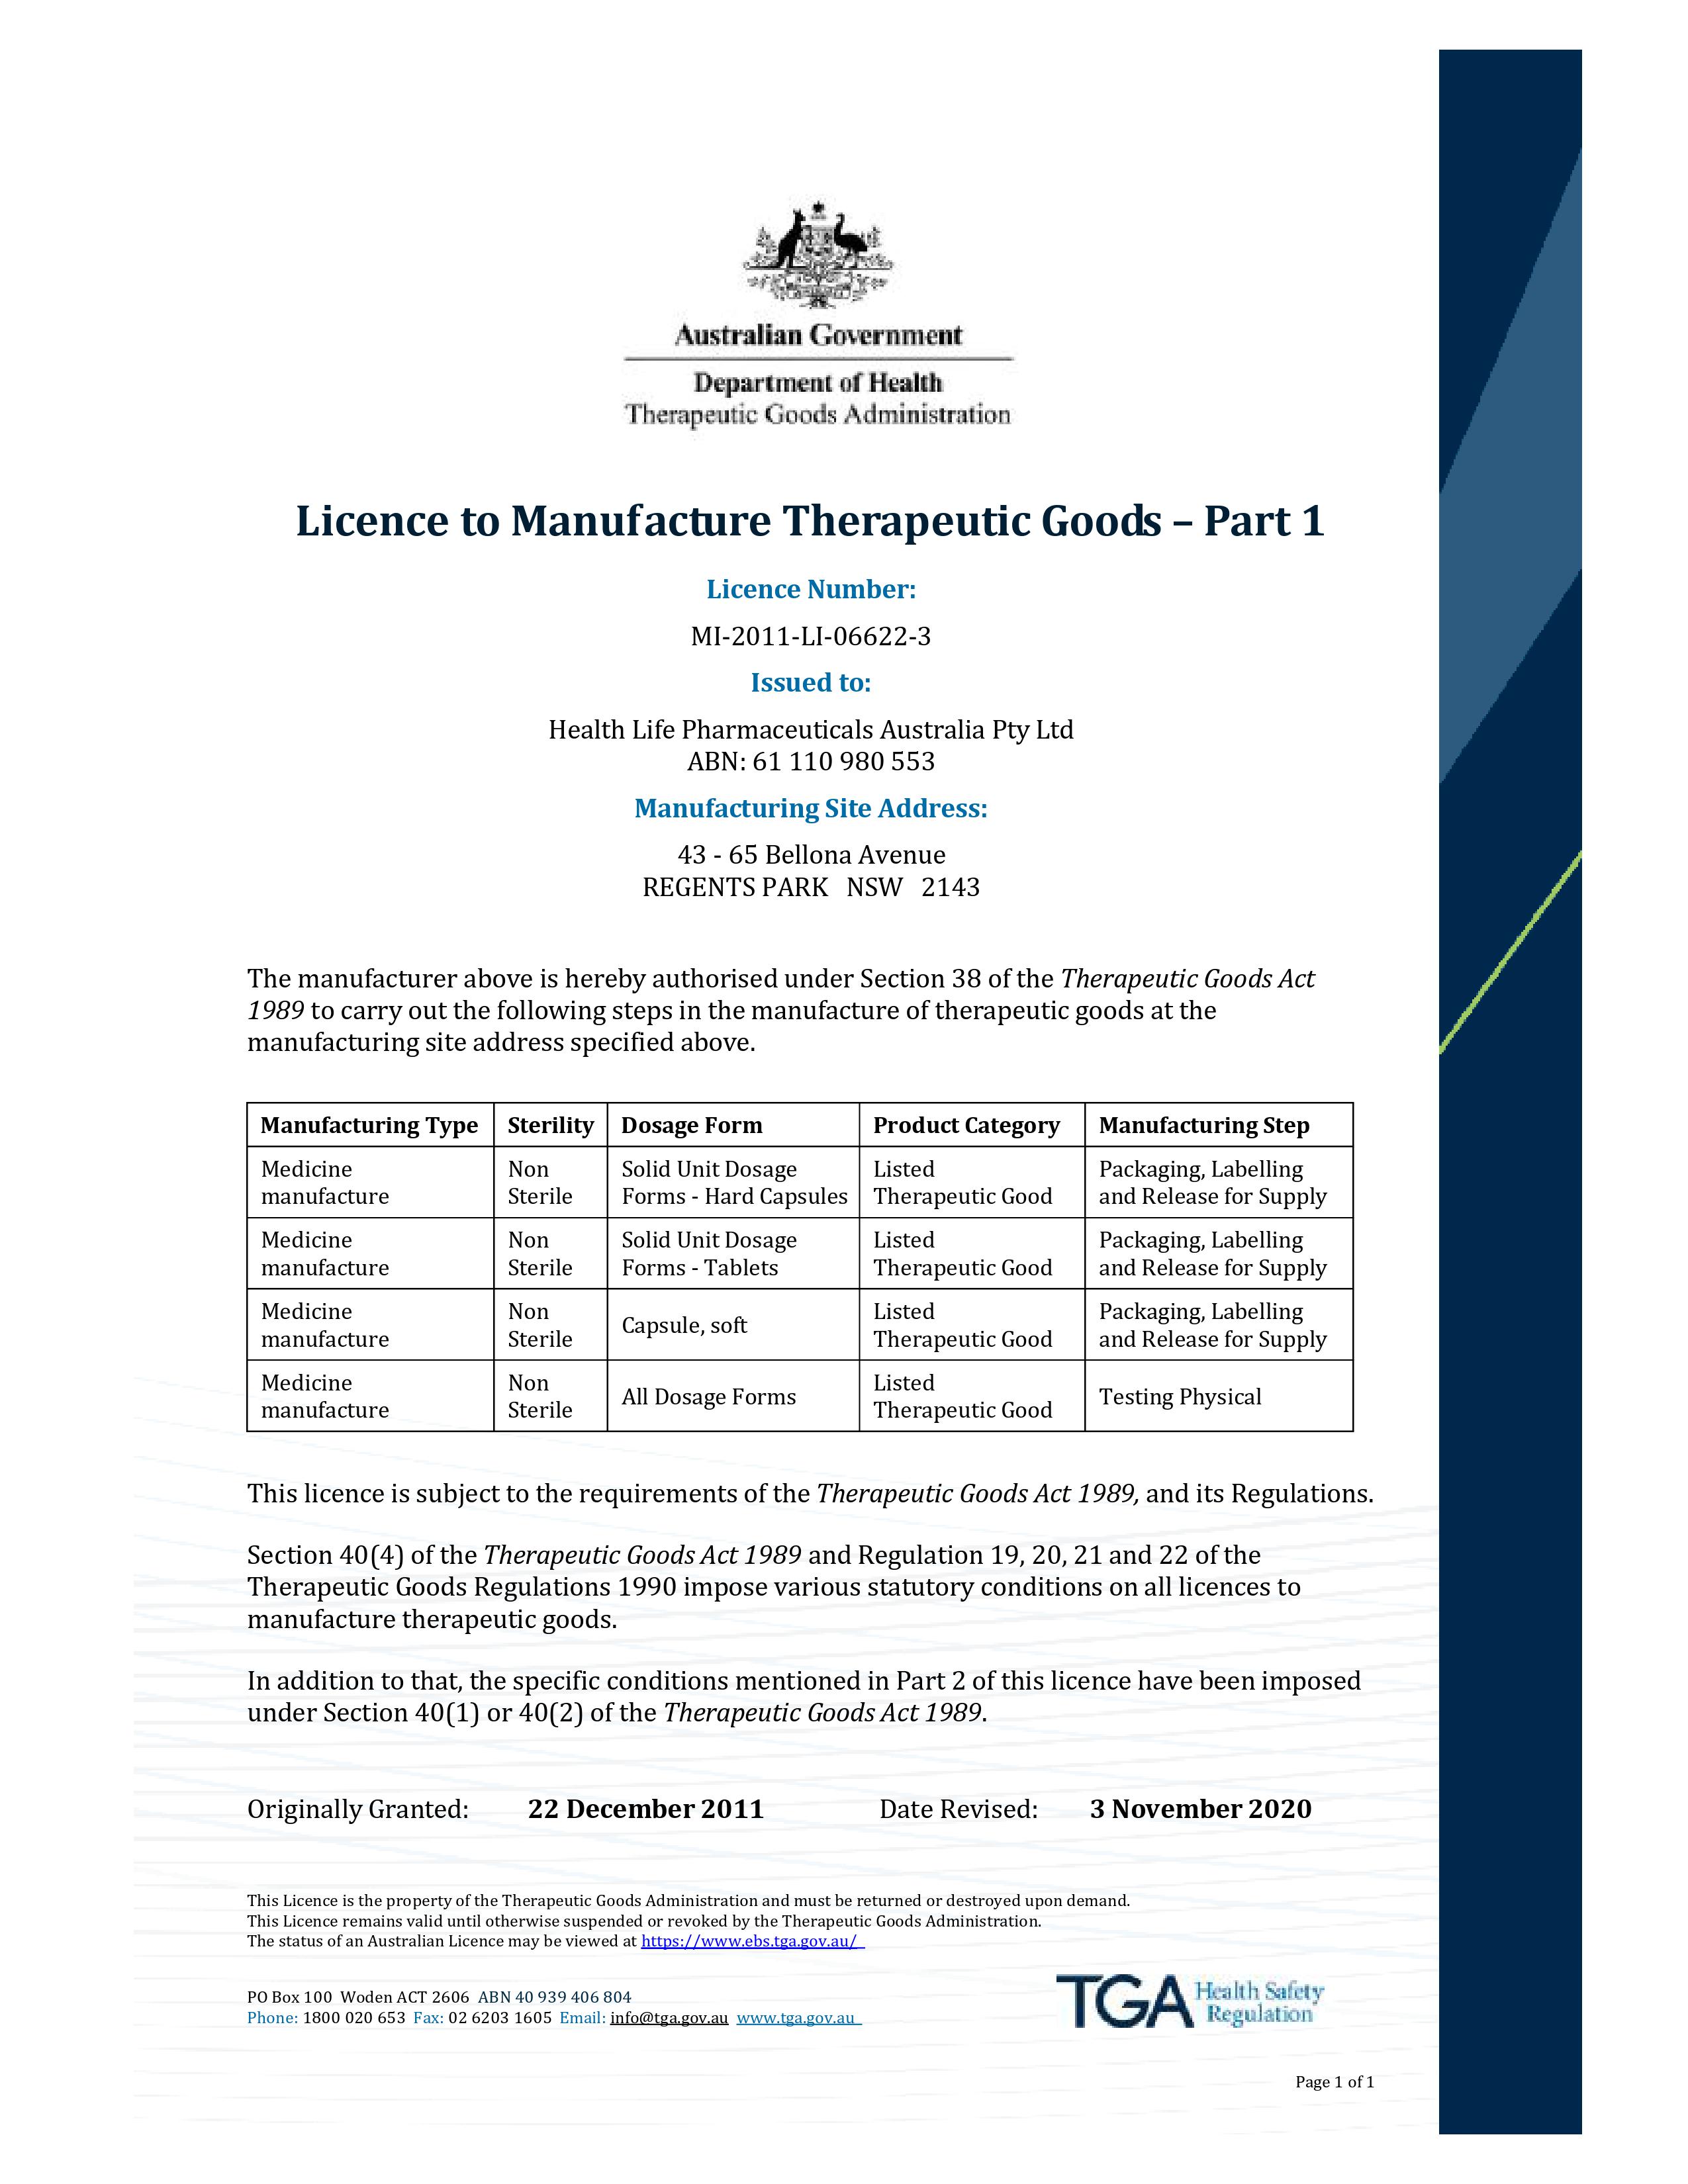 Australian Government
Department of Health
Therapeutic Goods Administration
Licence to Manufacture Therapeutic Goods – Part 1
Licence Number:
MI-2011-LI-06622-3
Issued to:
Health Life Pharmaceuticals Australia Pty Ltd
ABN: 61 110 980 553
Manufacturing Site Address:
43 - 65 Bellona Avenue
REGENTS PARK NSW 2143
The manufacturer above is hereby authorised under Section 38 of the Therapeutic Goods Act
1989 to carry out the following steps in the manufacture of therapeutic goods at the
manufacturing site address specified above.
Manufacturing Type Sterility Dosage Form Product Category Manufacturing Step
Medicine Non Solid Unit Dosage Listed Packaging, Labelling
manufacture Sterile Forms - Hard Capsules Therapeutic Good and Release for Supply
Medicine Non Solid Unit Dosage Listed Packaging, Labelling
manufacture Sterile Forms - Tablets Therapeutic Good and Release for Supply
Medicine Non Capsule, soft Listed Packaging, Labelling
manufacture Sterile Therapeutic Good and Release for Supply
Medicine Non All Dosage Forms Listed Testing Physical
manufacture Sterile Therapeutic Good
This licence is subject to the requirements of the Therapeutic Goods Act 1989, and its Regulations.
Section 40(4) of the Therapeutic Goods Act 1989 and Regulation 19, 20, 21 and 22 of the
Therapeutic Goods Regulations 1990 impose various statutory conditions on all licences to
manufacture therapeutic goods.
In addition to that, the specific conditions mentioned in Part 2 of this licence have been imposed
under Section 40(1) or 40(2) of the Therapeutic Goods Act 1989.
Originally Granted: 22 December 2011 Date Revised: 3 November 2020
This Licence is the property of the Therapeutic Goods Administration and must be returned or destroyed upon demand.
This Licence remains valid until otherwise suspended or revoked by the Therapeutic Goods Administration.
The status of an Australian Licence may be viewed at https://www.ebs.tga.gov.au/
PO Box 100 Woden ACT 2606 ABN 40 939 406 804
Phone: 1800 020 653 Fax: 02 6203 1605 Email: info@tga.gov.au www.tga.gov.au
TGA Health Safety
Regulation
Page 1 of 1